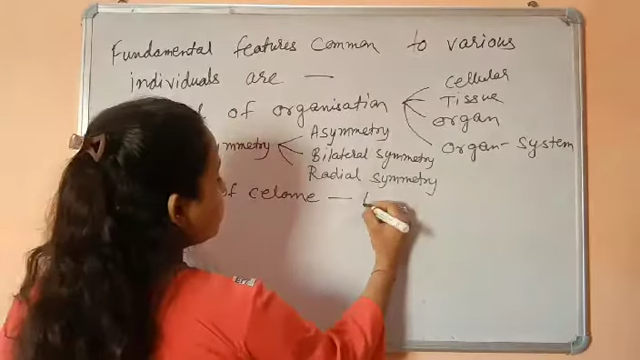 Fundamental features common to various
individuals are —
of organisation
cellular
Tissue
organ
organ-system
mmetry
Asymmetry
Bilateral symmetry
Radial symmetry
of celome —